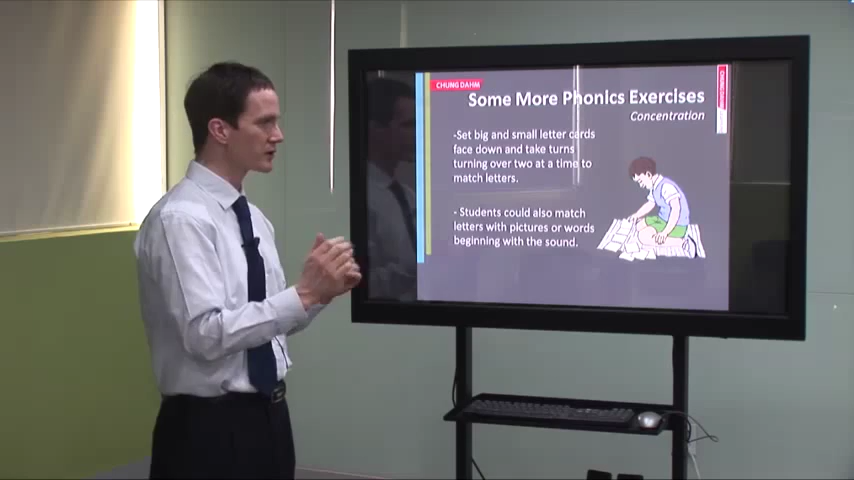 CHUNG DAHM
Some More Phonics Exercises
Concentration
-Set big and small letter cards
face down and take turns
turning over two at a time to
match letters.
- Students could also match
letters with pictures or words
beginning with the sound.